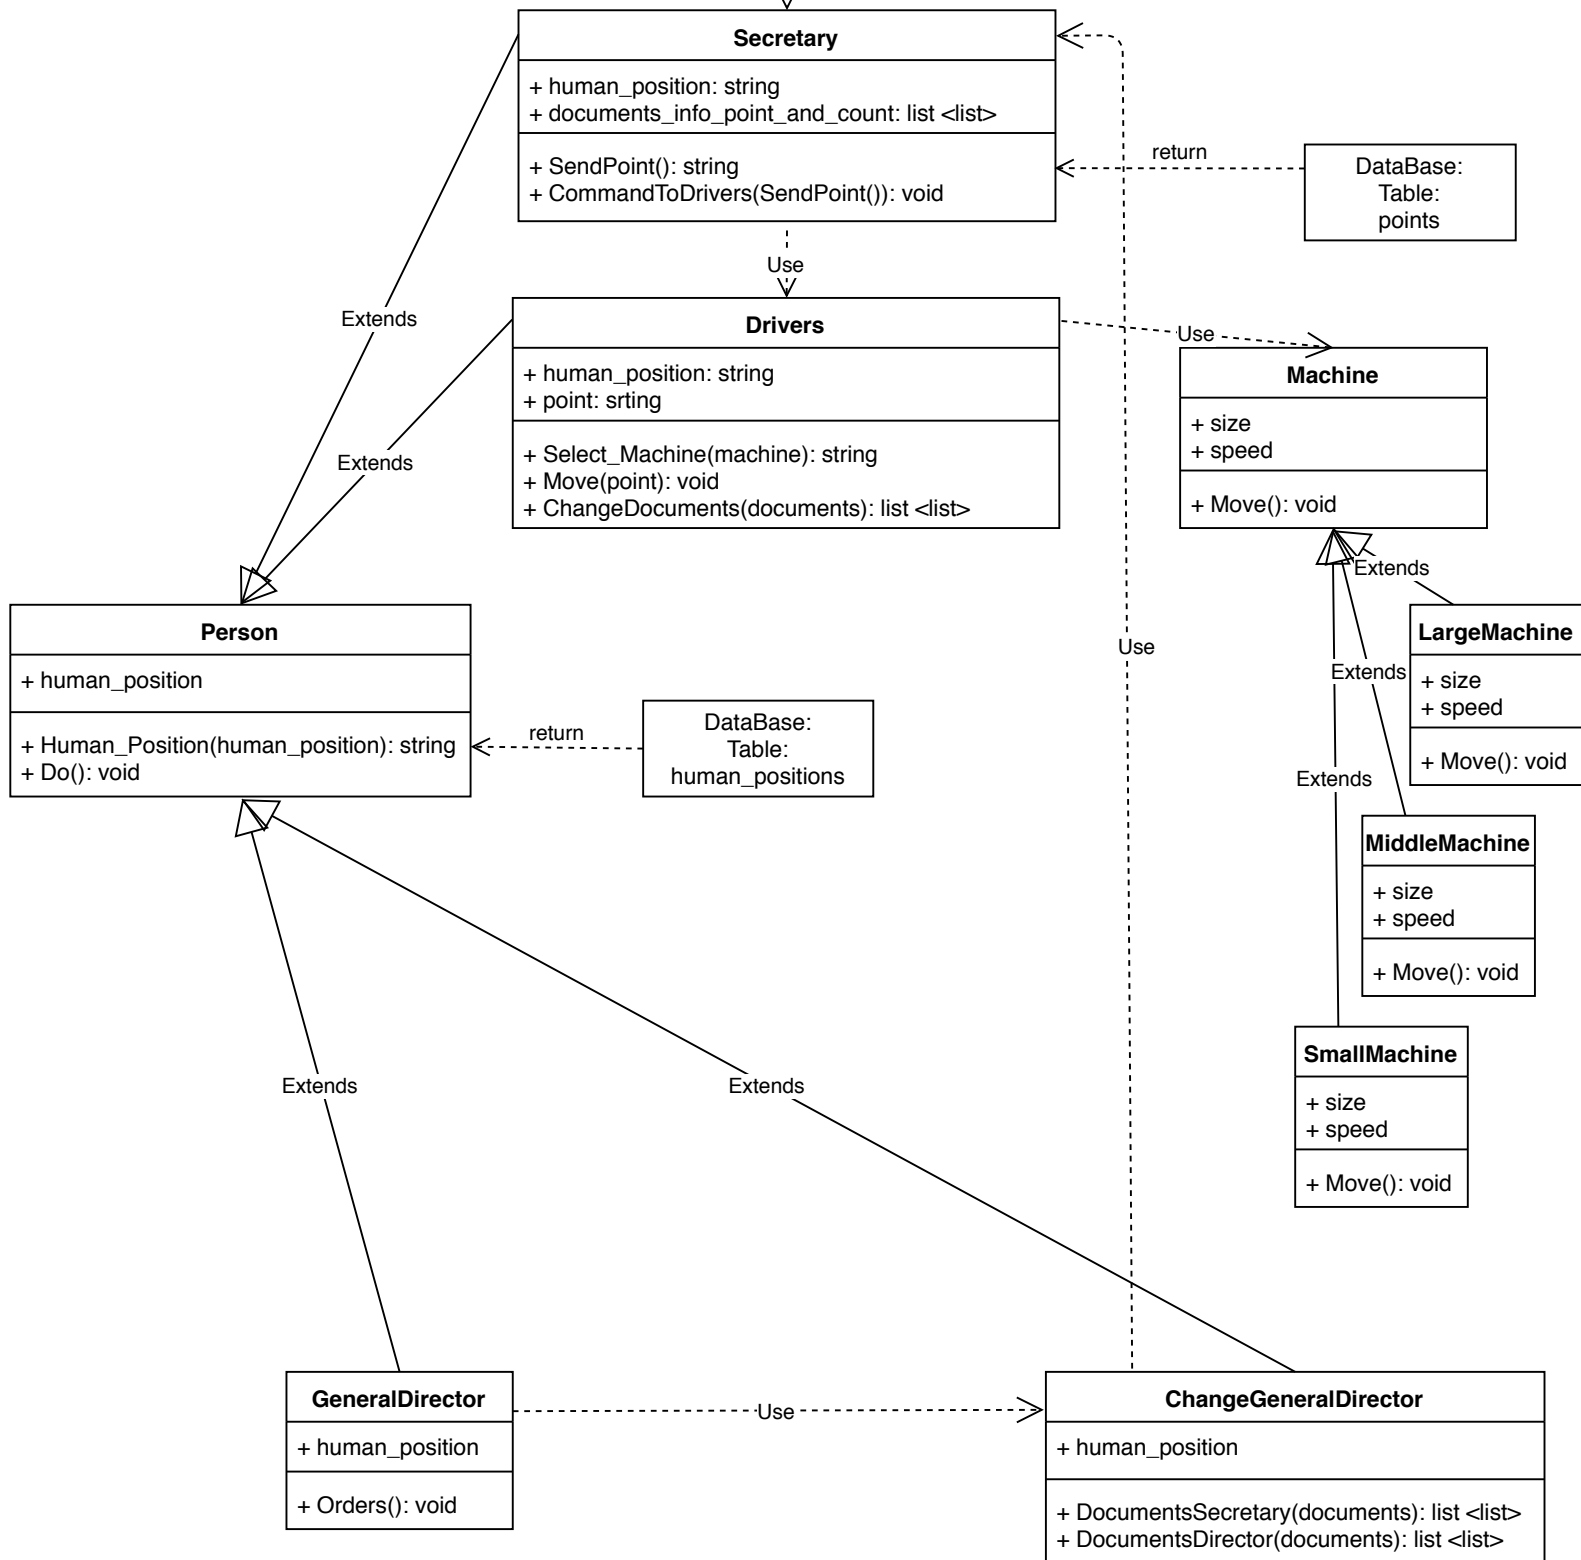 Secretary
+ human_position: string
+ documents_info_point_and_count: list <list>
+ SendPoint(): string
+ CommandToDrivers(SendPoint()): void
return
DataBase:
Table:
points
Use
Extends
Drivers
+ human_position: string
+ point: srting
+ Select_Machine(machine): string
+ Move(point): void
+ ChangeDocuments(documents): list <list>
Extends
Use
Machine
+ size
+ speed
+ Move(): void
Extends
Person
+ human_position
+ Human_Position(human_position): string
+ Do(): void
return
DataBase:
Table:
human_positions
Use
Extends
LargeMachine
+ size
+ speed
+ Move(): void
Extends
MiddleMachine
+ size
+ speed
+ Move(): void
SmallMachine
+ size
+ speed
+ Move(): void
Extends
Extends
GeneralDirector
+ human_position
+ Orders(): void
Use
ChangeGeneralDirector
+ human_position
+ DocumentsSecretary(documents): list <list>
+ DocumentsDirector(documents): list <list>